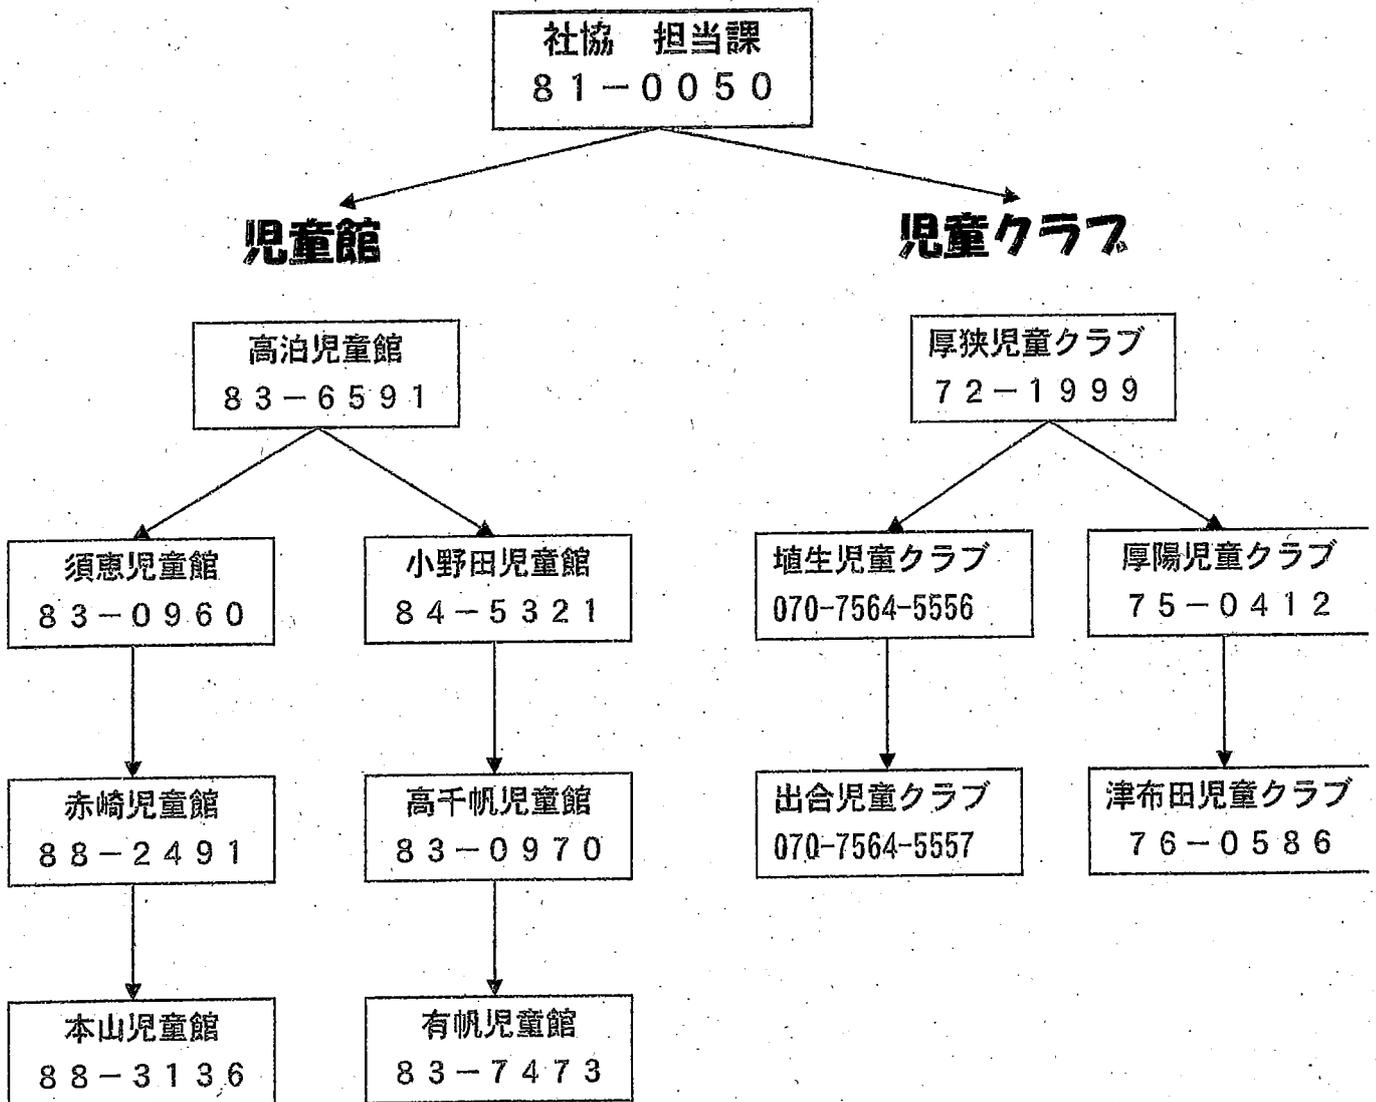 社協　担当課
８１－００５０
児童館
児童クラブ
高泊児童館
８３－６５９１
厚狭児童クラブ
７２－１９９９
須恵児童館
８３－０９６０
小野田児童館
８４－５３２１
埴生児童クラブ
070-7564-5556
厚陽児童クラブ
７５－０４１２
赤崎児童館
８８－２４９１
高千帆児童館
８３－０９７０
出合児童クラブ
070-7564-5557
津布田児童クラブ
７６－０５８６
本山児童館
８８－３１３６
有帆児童館
８３－７４７３